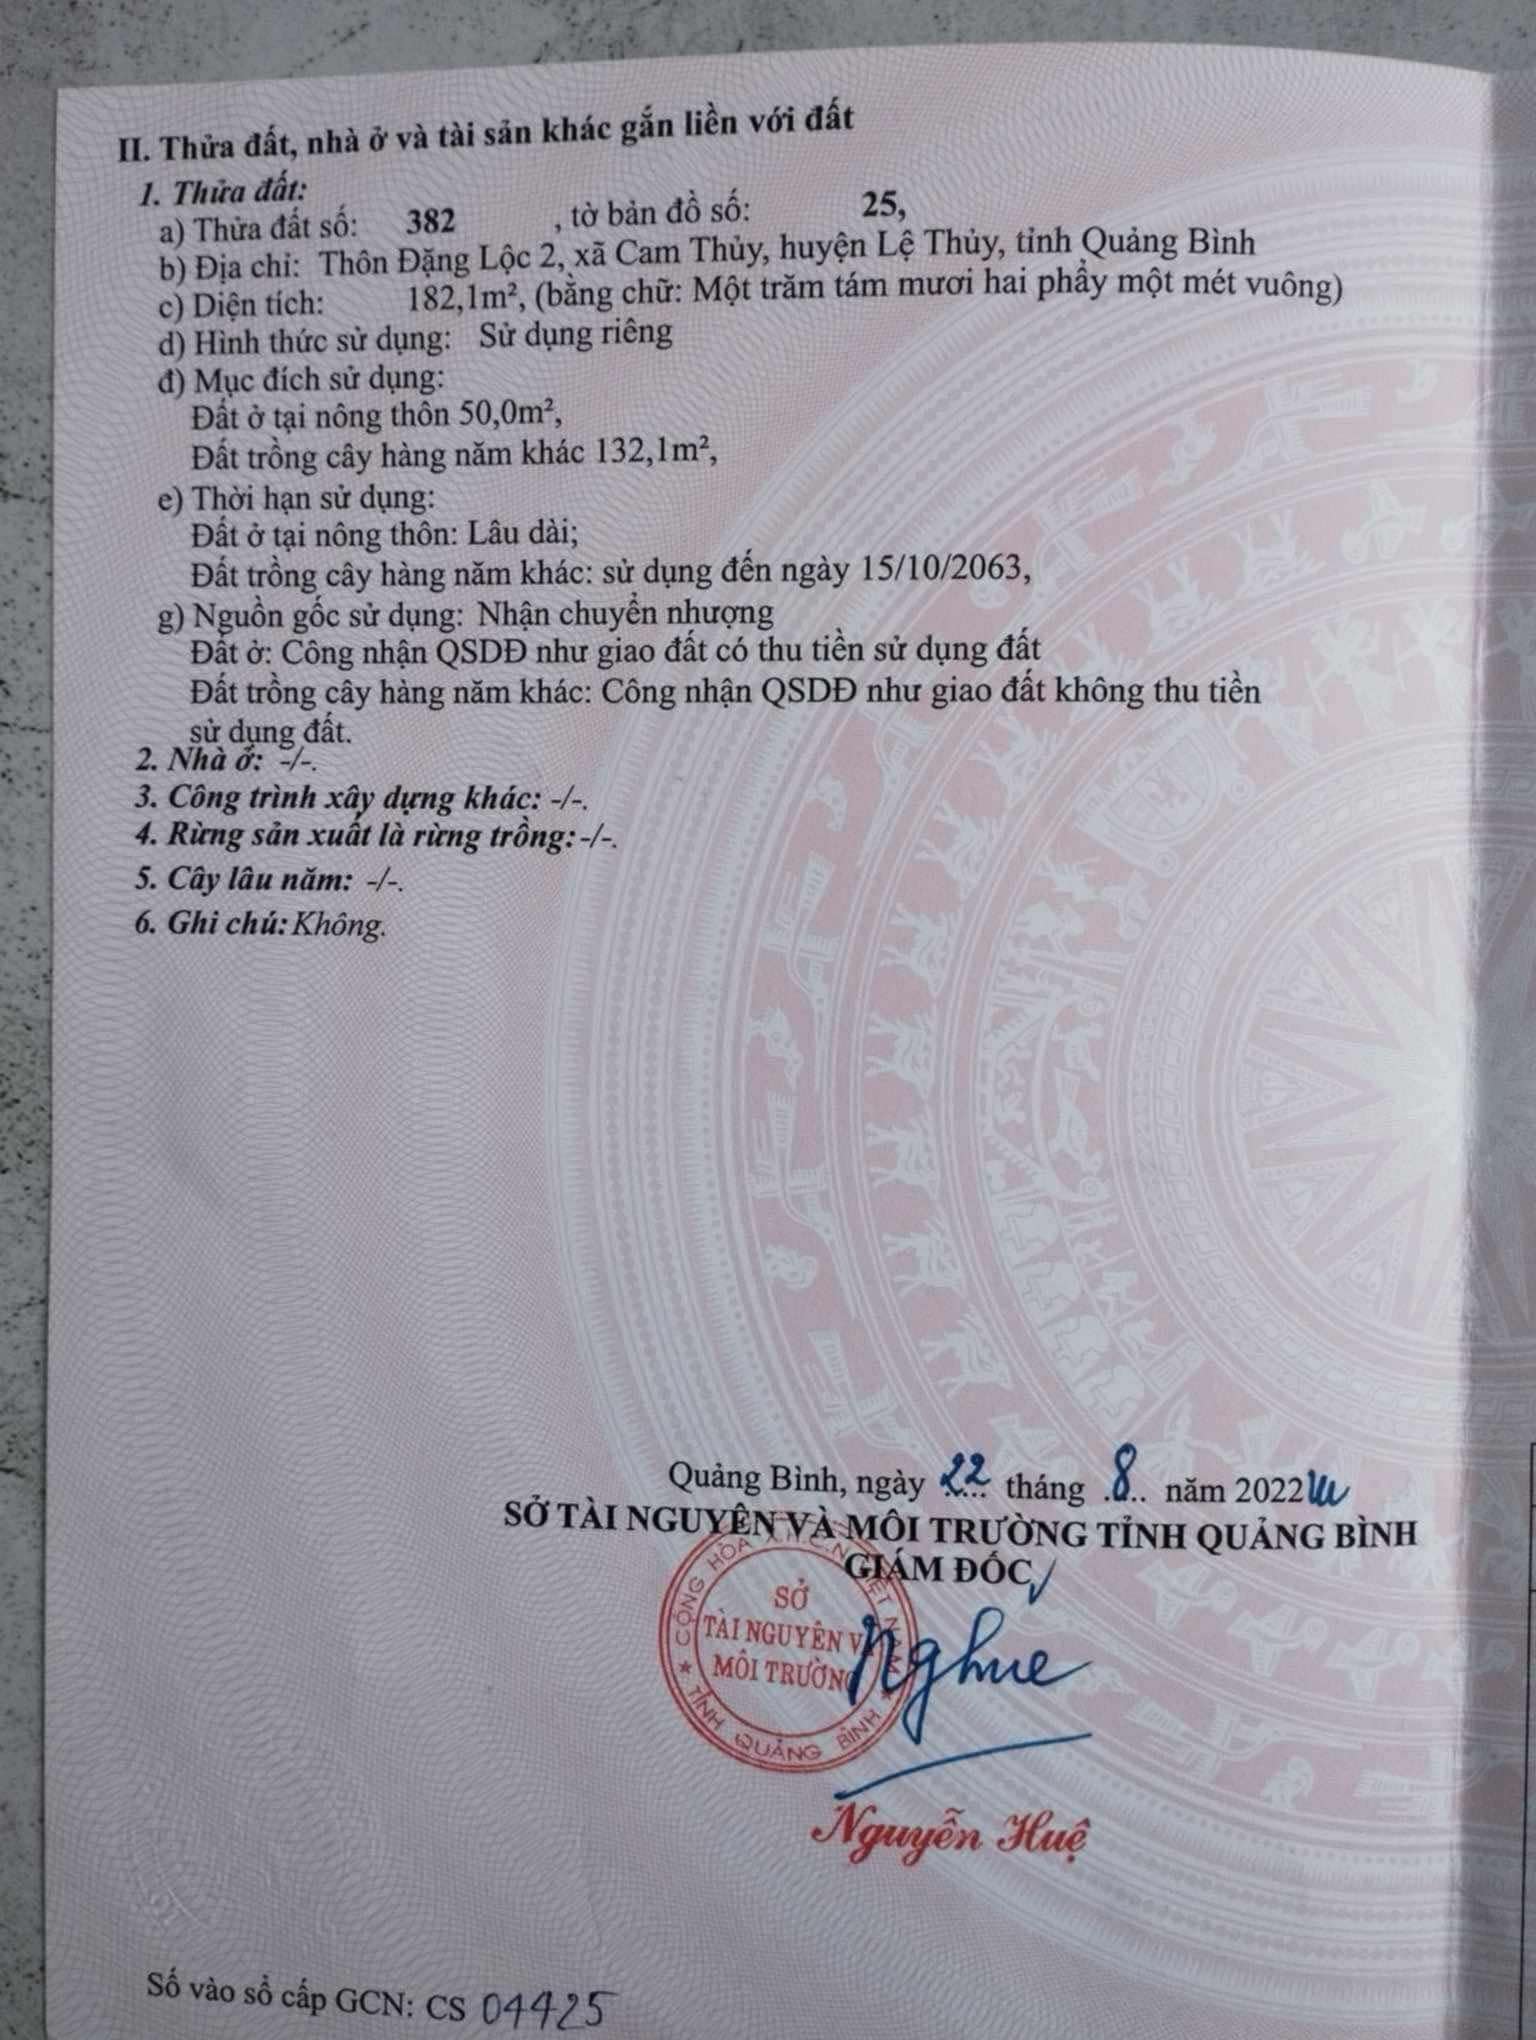 II. Thửa đất, nhà ở và tài sản khác gắn liền với đất
1. Thửa đất:
a) Thửa đất số: 382 , tờ bản đồ số: 25,
b) Địa chỉ: Thôn Đặng Lộc 2, xã Cam Thủy, huyện Lệ Thủy, tỉnh Quảng Bình
c) Diện tích: 182,1m², (bằng chữ: Một trăm tám mươi hai phẩy một mét vuông)
d) Hình thức sử dụng: Sử dụng riêng
đ) Mục đích sử dụng:
Đất ở tại nông thôn 50,0m²,
Đất trồng cây hàng năm khác 132,1m²,
e) Thời hạn sử dụng:
Đất ở tại nông thôn: Lâu dài;
Đất trồng cây hàng năm khác: sử dụng đến ngày 15/10/2063,
g) Nguồn gốc sử dụng: Nhận chuyển nhượng
Đất ở: Công nhận QSDĐ như giao đất có thu tiền sử dụng đất
Đất trồng cây hàng năm khác: Công nhận QSDĐ như giao đất không thu tiền
sử dụng đất.
2. Nhà ở: -/-.
3. Công trình xây dựng khác: -/-.
4. Rừng sản xuất là rừng trồng: -/-.
5. Cây lâu năm: -/-.
6. Ghi chú: Không.
Quảng Bình, ngày 22 tháng 8 năm 2022
SỞ TÀI NGUYÊN VÀ MÔI TRƯỜNG TỈNH QUẢNG BÌNH
GIÁM ĐỐC
CỘNG HÒA X.H.C.N VIỆT NAM
SỞ
TÀI NGUYÊN VÀ
MÔI TRƯỜNG
TỈNH QUẢNG BÌNH
Nghue
Nguyễn Huệ
Số vào sổ cấp GCN: CS 04425